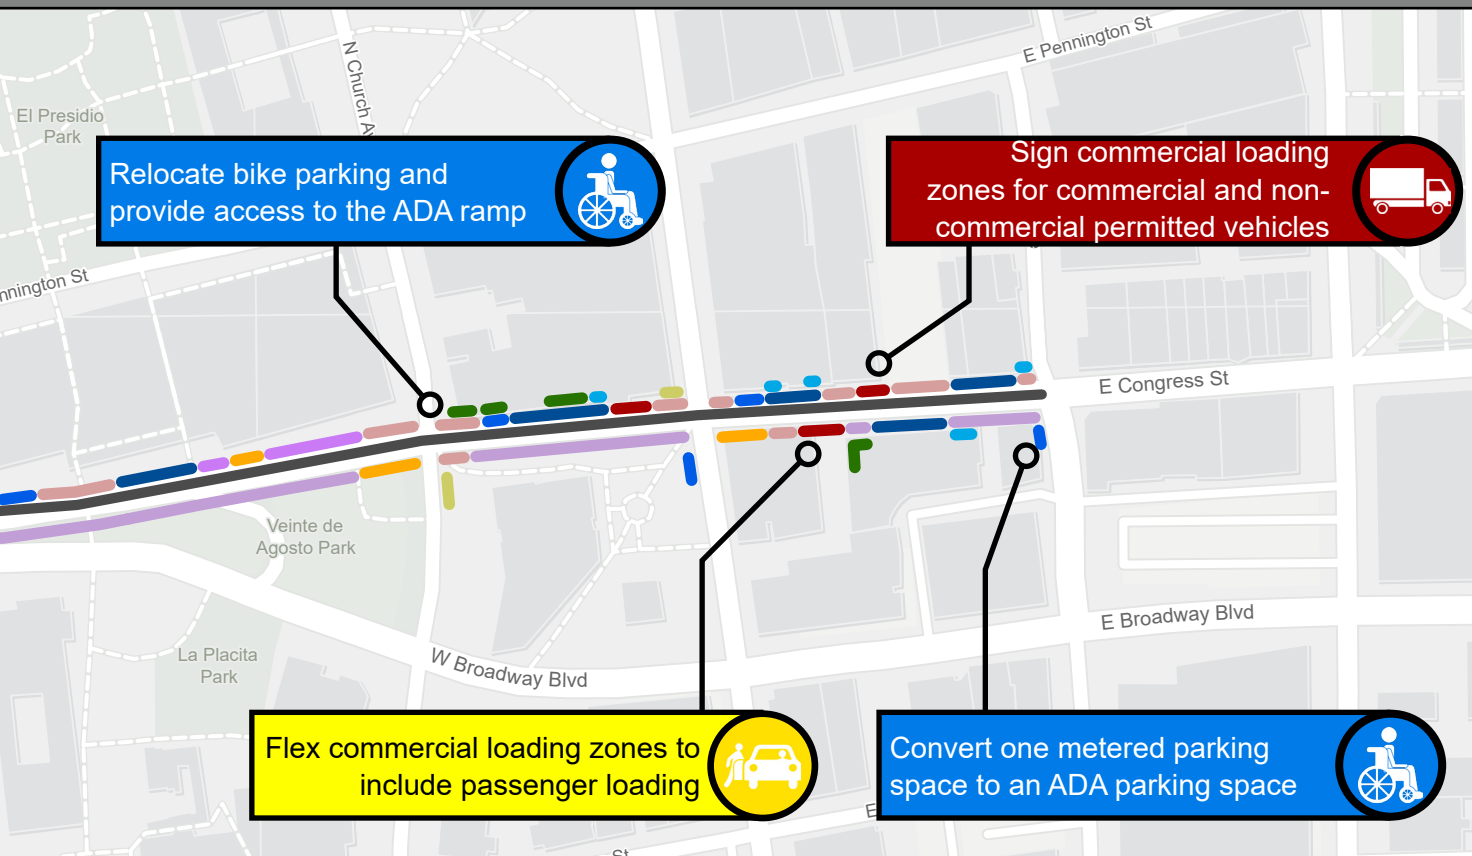 E Pennington St
N Church A
El Presidio
Park
Relocate bike parking and
provide access to the ADA ramp
Sign commercial loading
zones for commercial and non-
commercial permitted vehicles
nnington St
E Congress St
Veinte de
Agosto Park
E Broadway Blvd
La Placita
Park
W Broadway Blvd
Flex commercial loading zones to
include passenger loading
Convert one metered parking
space to an ADA parking space
E
St